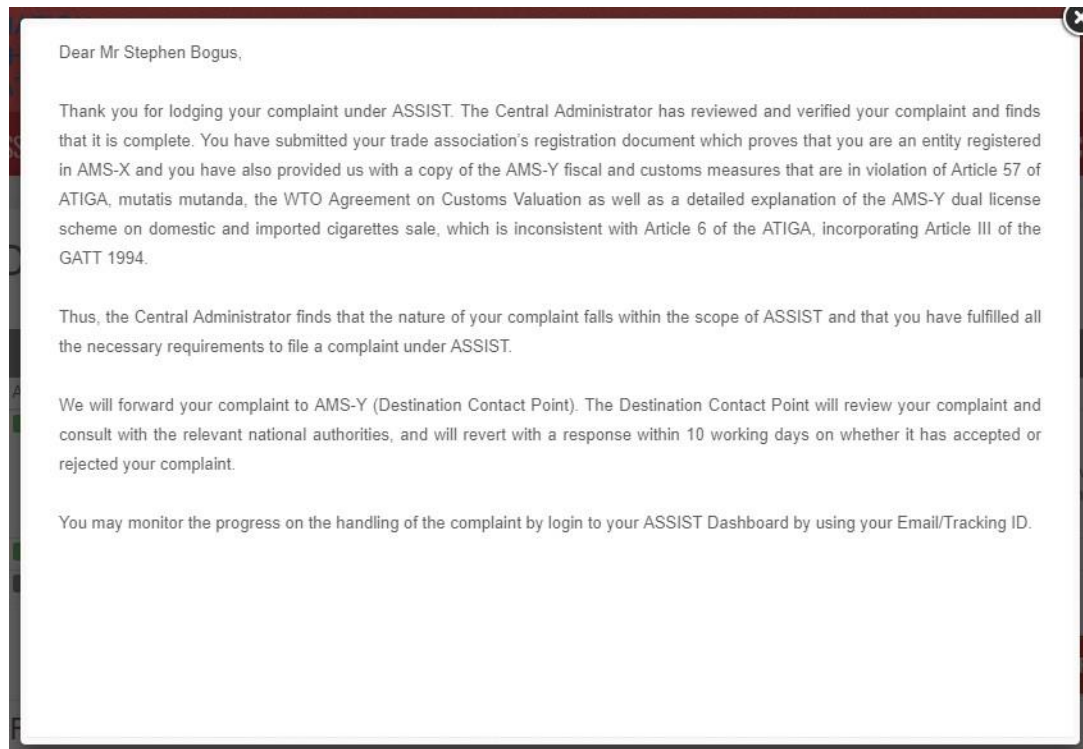 Dear Mr Stephen Bogus,
Thank you for lodging your complaint under ASSIST. The Central Administrator has reviewed and verified your complaint and finds
that it is complete. You have submitted your trade association's registration document which proves that you are an entity registered
in AMS-X and you have also provided us with a copy of the AMS-Y fiscal and customs measures that are in violation of Article 57 of
ATIGA, mutatis mutanda, the WTO Agreement on Customs Valuation as well as a detailed explanation of the AMS-Y dual license
scheme on domestic and imported cigarettes sale, which is inconsistent with Article 6 of the ATIGA, incorporating Article III of the
GATT 1994.
Thus, the Central Administrator finds that the nature of your complaint falls within the scope of ASSIST and that you have fulfilled all
the necessary requirements to file a complaint under ASSIST.
We will forward your complaint to AMS-Y (Destination Contact Point). The Destination Contact Point will review your complaint and
consult with the relevant national authorities, and will revert with a response within 10 working days on whether it has accepted or
rejected your complaint.
You may monitor the progress on the handling of the complaint by login to your ASSIST Dashboard by using your Email/Tracking ID.